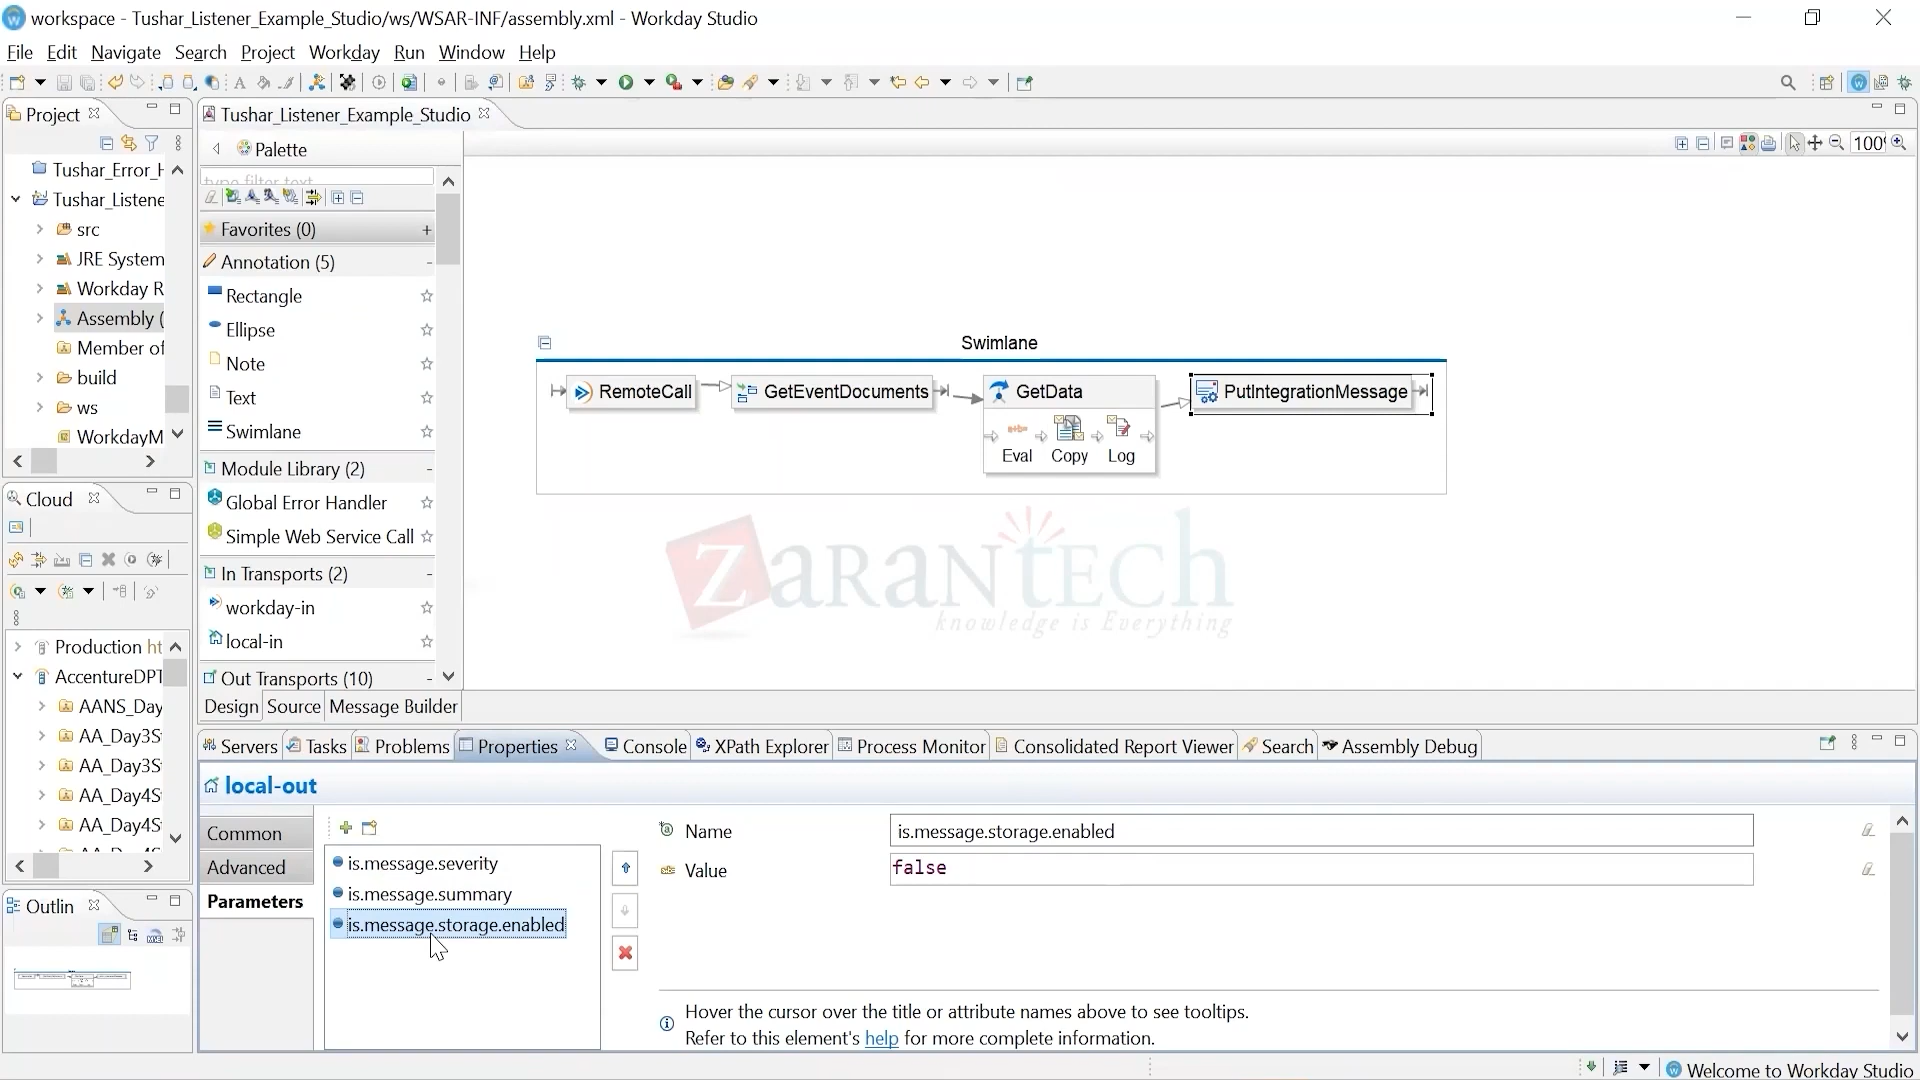 workspace - Tushar_Listener_Example_Studio/ws/WSAR-INF/assembly.xml - Workday Studio
File Edit Navigate Search Project Workday Run Window Help
Project
Tushar_Error_H
Tushar_Listene
src
JRE System
Workday R
Assembly (
Member of
build
ws
WorkdayM
Cloud
Production ht
AccentureDPT
AANS_Day
AA_Day3S
AA_Day3S
AA_Day4S
AA_Day4S
Outlin
Tushar_Listener_Example_Studio
Palette
type filter text
Favorites (0) +
Annotation (5) -
Rectangle
Ellipse
Note
Text
Swimlane
Module Library (2) -
Global Error Handler
Simple Web Service Call
In Transports (2) -
workday-in
local-in
Out Transports (10) -
Design Source Message Builder
100%
Swimlane
RemoteCall
GetEventDocuments
GetData
PutIntegrationMessage
Eval Copy Log
ZARANTECH
knowledge is Everything
Servers Tasks Problems Properties Console XPath Explorer Process Monitor Consolidated Report Viewer Search Assembly Debug
local-out
Common
Advanced
Parameters
is.message.severity
is.message.summary
is.message.storage.enabled
Name is.message.storage.enabled
Value false
Hover the cursor over the title or attribute names above to see tooltips.
Refer to this element's help for more complete information.
Welcome to Workday Studio